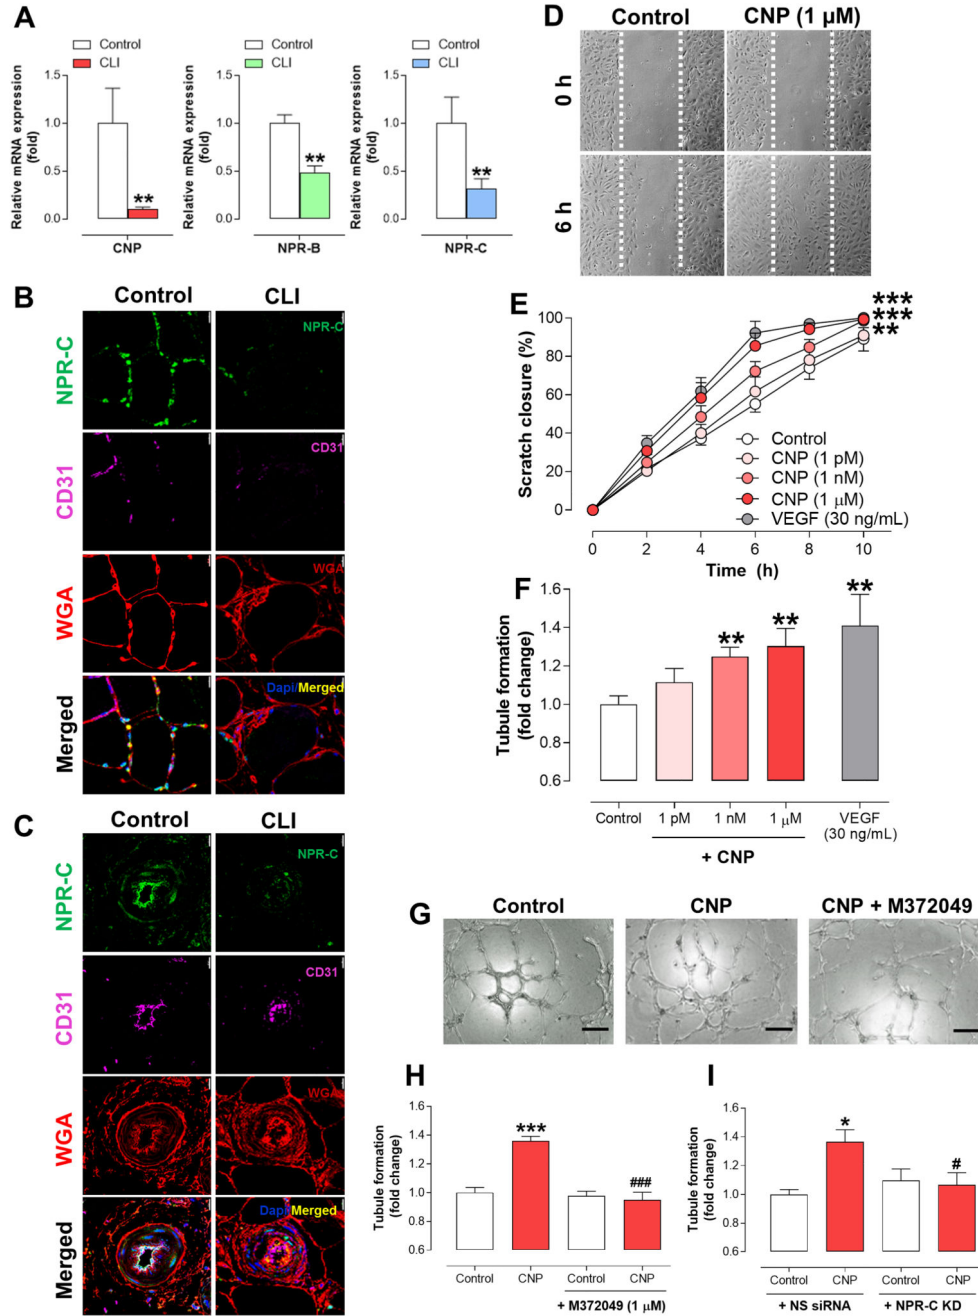 A
Control
CLI
Relative mRNA expression
(fold)
1.5
1.0
0.5
0.0
**
CNP
Control
CLI
Relative mRNA expression
(fold)
1.5
1.0
0.5
0.0
**
NPR-B
Control
CLI
Relative mRNA expression
(fold)
1.5
1.0
0.5
0.0
**
NPR-C
B
Control
CLI
NPR-C
NPR-C
CD31
CD31
WGA
WGA
Merged
Dapi/Merged
C
Control
CLI
NPR-C
NPR-C
CD31
CD31
WGA
WGA
Merged
Dapi/Merged
D
Control
CNP (1 µM)
0 h
6 h
E
Scratch closure (%)
100
80
60
40
20
0
***
***
**
Control
CNP (1 pM)
CNP (1 nM)
CNP (1 µM)
VEGF (30 ng/mL)
0
2
4
6
8
10
Time (h)
F
Tubule formation
(fold change)
1.6
1.4
1.2
1.0
0.8
0.6
**
**
**
Control
1 pM
1 nM
1 µM
VEGF
(30 ng/mL)
+ CNP
G
Control
CNP
CNP + M372049
H
Tubule formation
(fold change)
1.6
1.4
1.2
1.0
0.8
0.6
***
###
Control
CNP
Control
CNP
+ M372049 (1 µM)
I
Tubule formation
(fold change)
1.6
1.4
1.2
1.0
0.8
0.6
*
#
Control
CNP
Control
CNP
+ NS siRNA
+ NPR-C KD